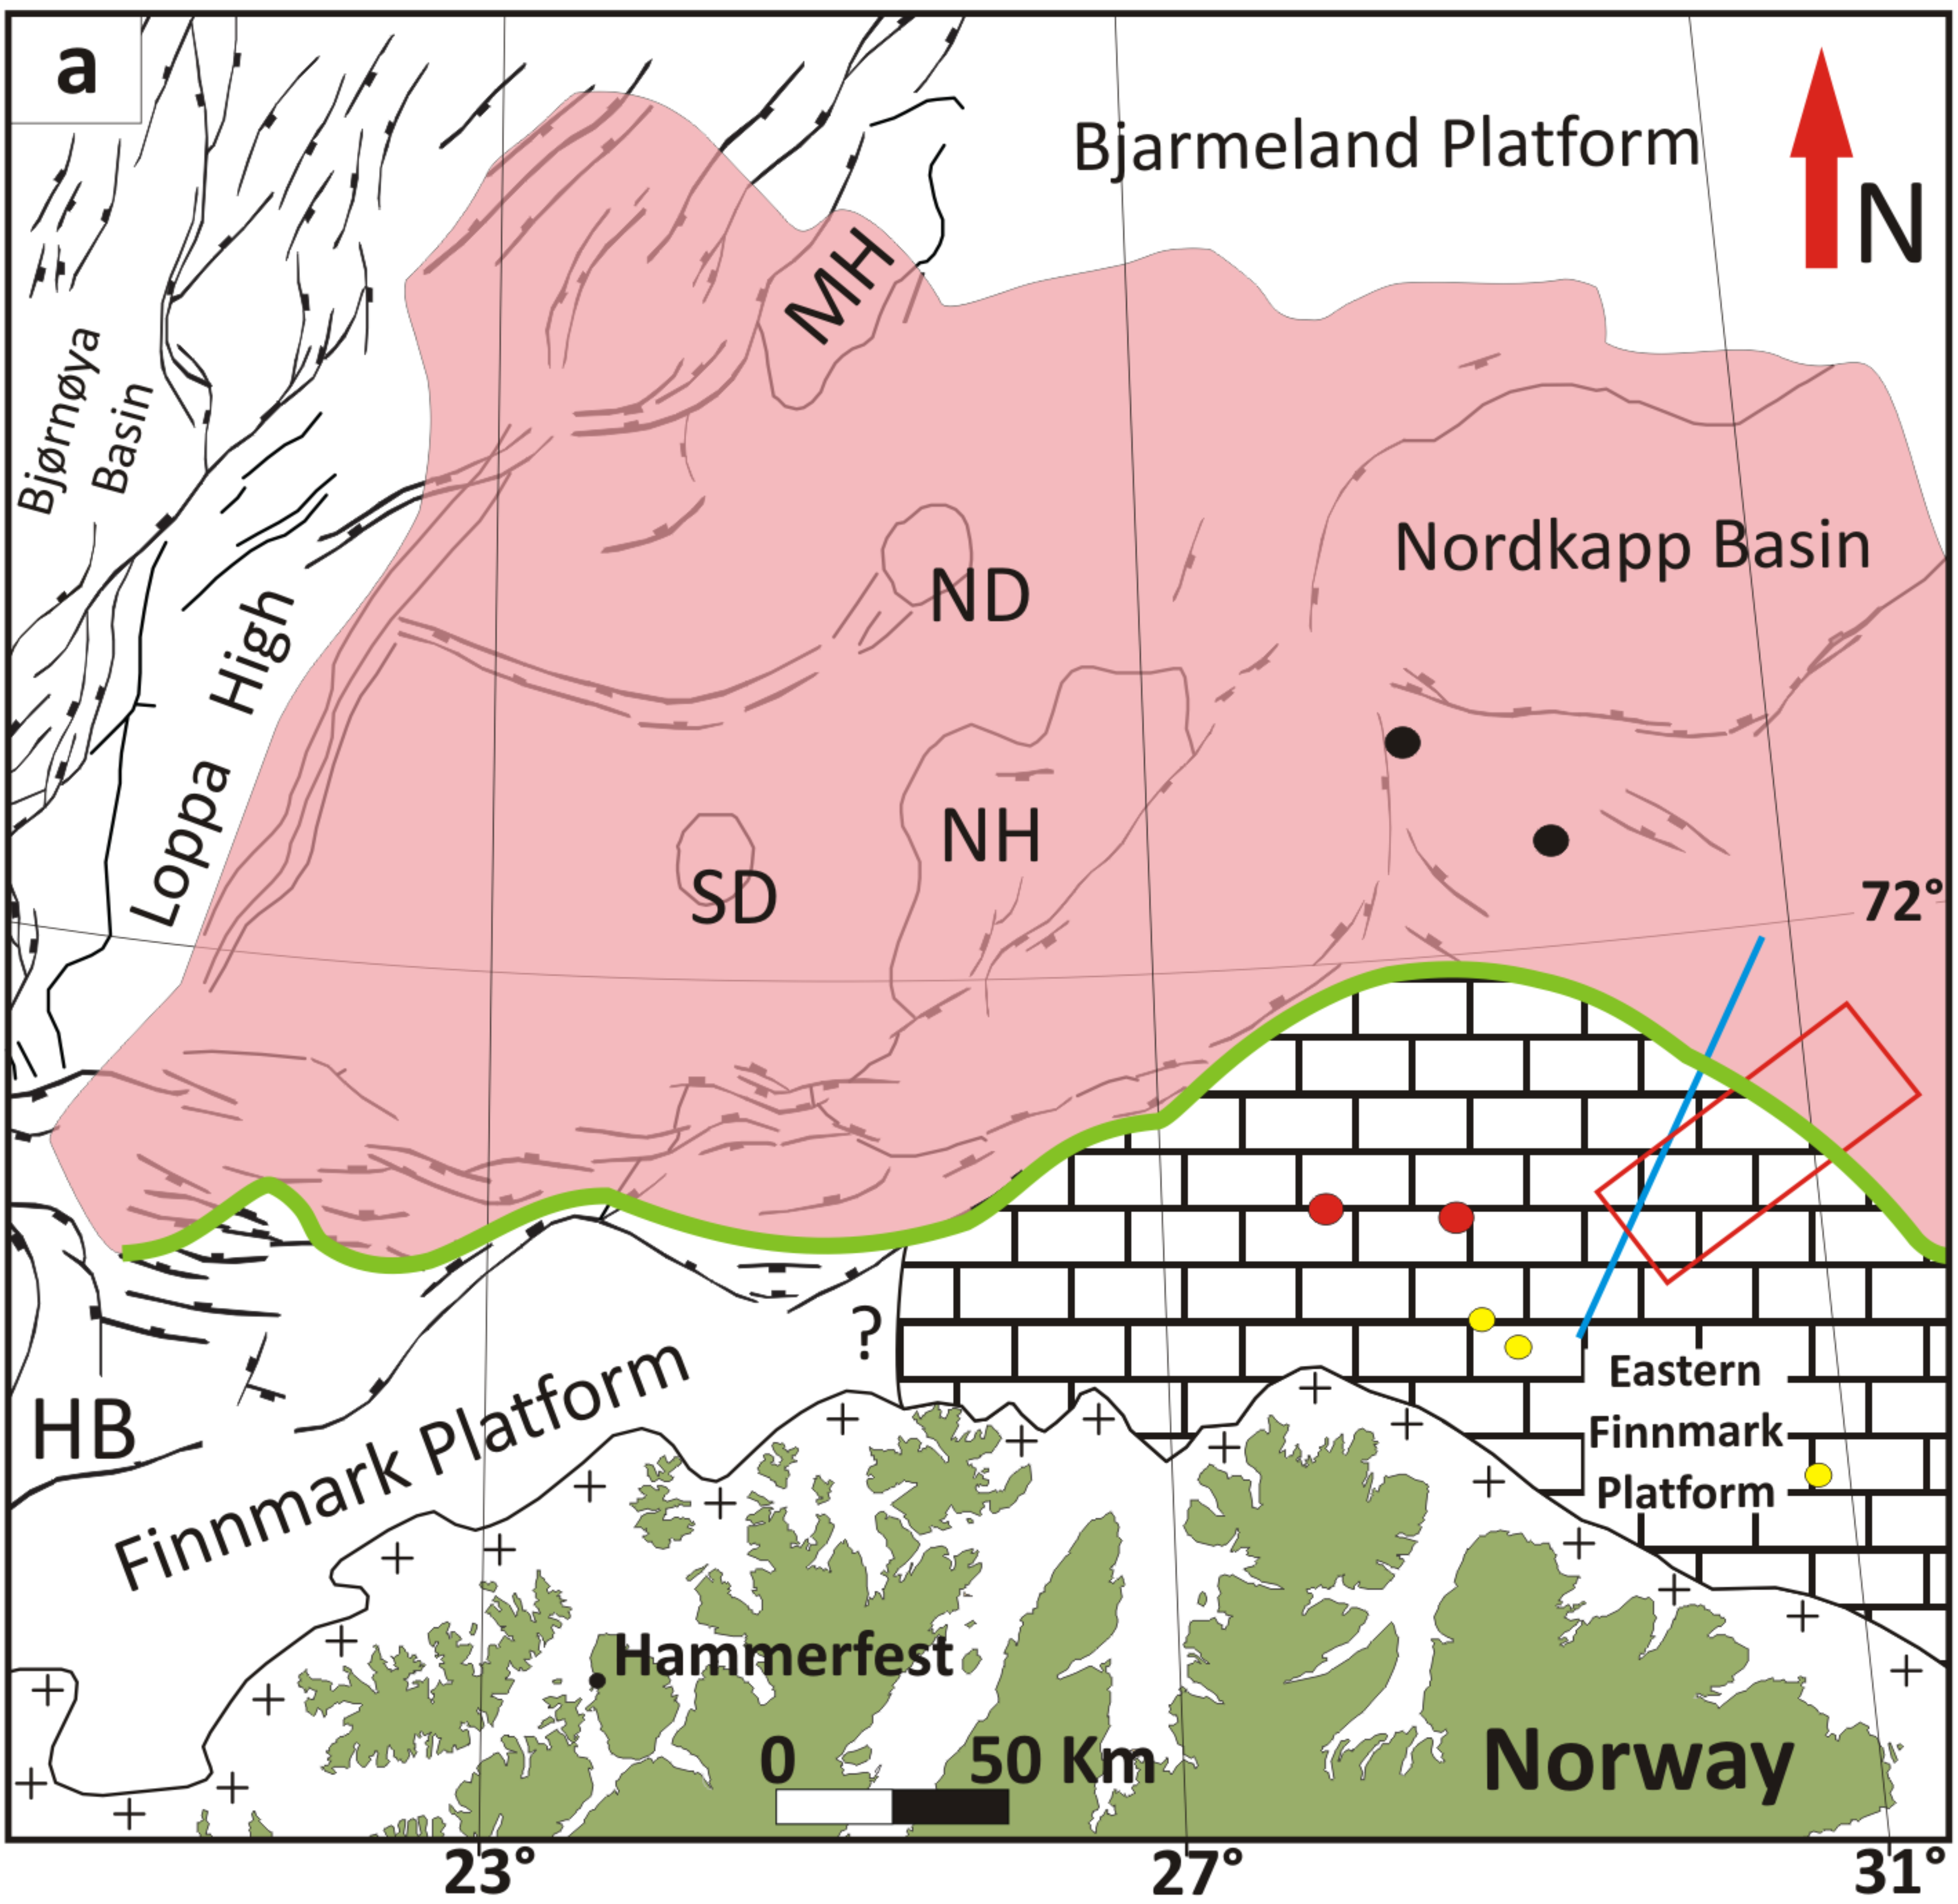 a
Bjarmeland Platform
N
MH
Bjørnøya
Basin
Nordkapp Basin
ND
Loppa High
NH
SD
72°
?
Eastern
Finnmark
Platform
HB
Finnmark Platform
Hammerfest
0 50 Km
Norway
23° 27° 31°